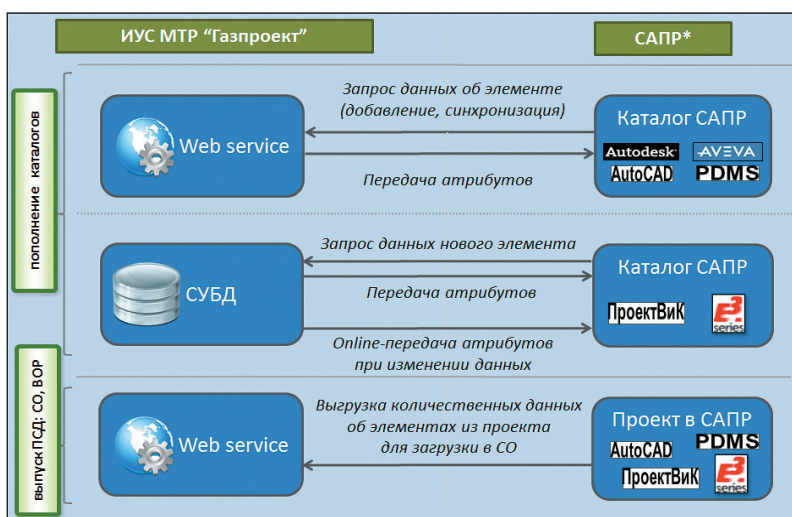 ИУС МТР “Газпроект”
САПР*
пополнение каталогов
Web service
Запрос данных об элементе
(добавление, синхронизация)
Передача атрибутов
Каталог САПР
Autodesk
AVEVA
AutoCAD
PDMS
СУБД
Запрос данных нового элемента
Передача атрибутов
Online-передача атрибутов
при изменении данных
Каталог САПР
ПроектВиК
E3
series
выпуск ПСД: СО, ВОР
Web service
Выгрузка количественных данных
об элементах из проекта
для загрузки в СО
Проект в САПР
AutoCAD
PDMS
ПроектВиК
E3
series